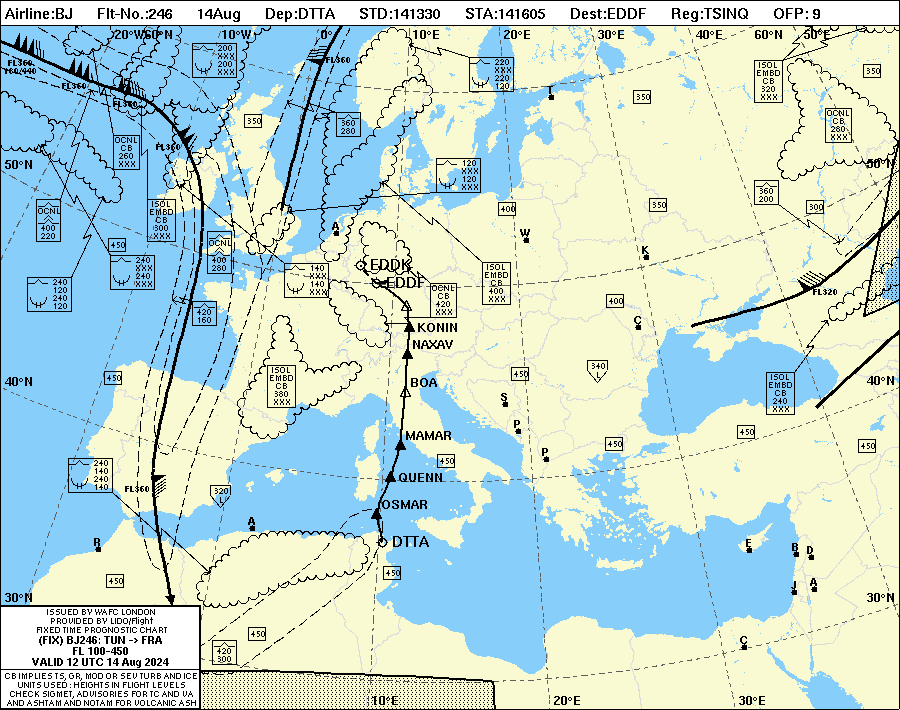 Airline:BJ Flt-No.:246 14Aug Dep:DTTA STD:141330 STA:141605 Dest:EDDF Reg:TSINQ OFP: 9
20°W 60°N 10°W 0°E 10°E 20°E 30°E 40°E 60°N 50°E
FL360
160/440
FL360
FL360
FL360
FL360
200
XXX
200
XXX
220
XXX
220
120
T
ISOL
EMBD
CB
320
XXX
350
350
350
360
280
OCNL
CB
280
XXX
OCNL
CB
260
XXX
50°N
50°N
120
XXX
120
XXX
360
200
300
OCNL
400
220
ISOL
EMBD
CB
300
XXX
400
350
A
W
K
450
OCNL
400
280
EDDK
EDDF
240
XXX
240
XXX
140
XXX
140
XXX
ISOL
EMBD
CB
400
XXX
OCNL
CB
420
XXX
240
120
240
120
FL320
420
160
400
C
KONIN
NAXAV
40°N
40°N
450
ISOL
EMBD
CB
380
XXX
BOA
450
340
L
ISOL
EMBD
CB
240
XXX
S
P
MAMAR
450
450
450
P
450
240
140
240
140
FL360
320
L
QUENN
OSMAR
A
DTTA
R
E
B
D
450
450
J
A
30°N
30°N
ISSUED BY WAFC LONDON
PROVIDED BY LIDO/Flight
FIXED TIME PROGNOSTIC CHART
(FIX) BJ246: TUN -> FRA
FL 100-450
VALID 12 UTC 14 Aug 2024
CB IMPLIES TS, GR, MOD OR SEV TURB AND ICE
UNITS USED : HEIGHTS IN FLIGHT LEVELS
CHECK SIGMET, ADVISORIES FOR TC AND VA
AND ASHTAM AND NOTAM FOR VOLCANIC ASH
450
420
300
C
10°E 20°E 30°E